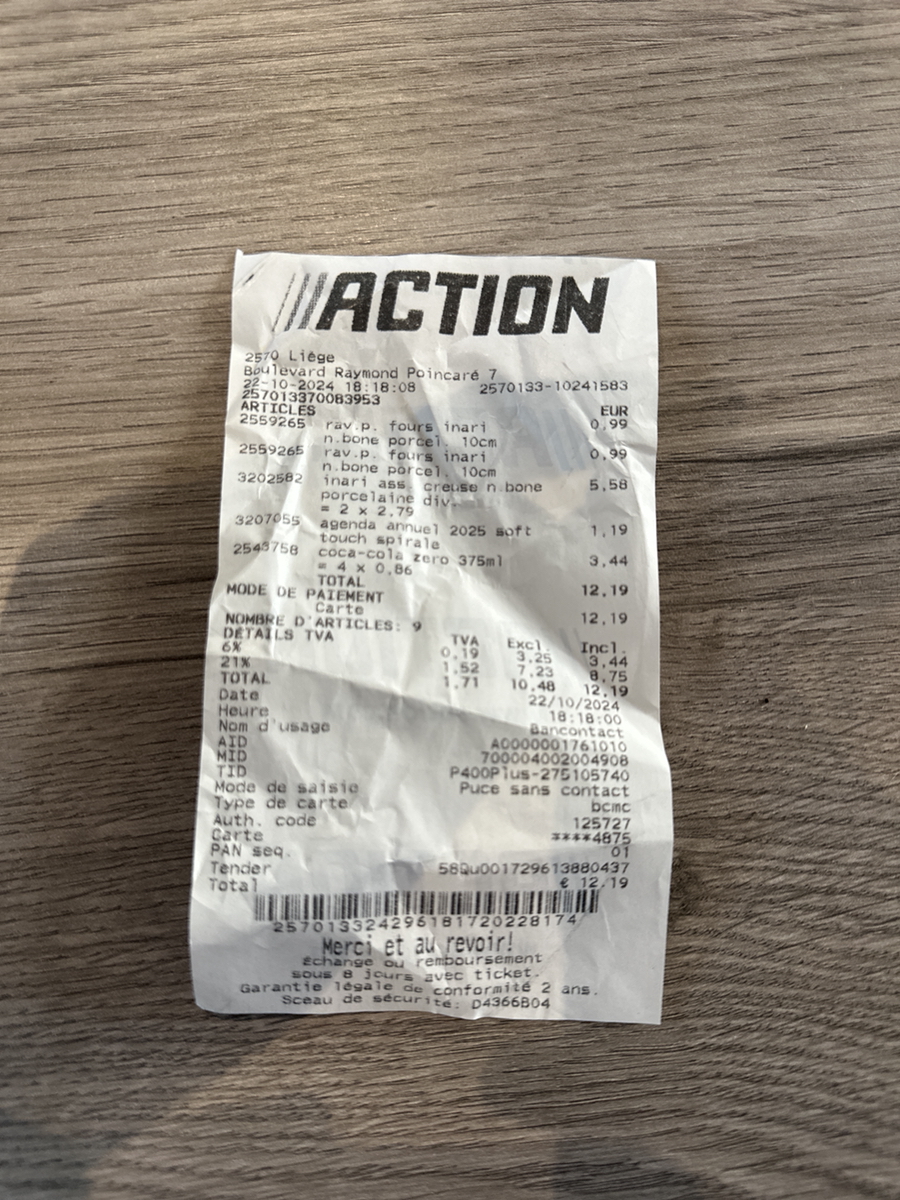 ACTION
2570 Liège
Boulevard Raymond Poincaré 7
22-10-2024 18:18:08 2570133-10241583
257013370083953
ARTICLES EUR
2559265 rav.p. fours inari 0,99
n.bone porcel. 10cm
2559265 rav.p. fours inari 0,99
n.bone porcel. 10cm
3202582 inari ass. creuse n.bone 5,58
porcelaine div.
= 2 x 2,79
3207055 agenda annuel 2025 soft 1,19
touch spirale
2548758 coca-cola zero 375ml 3,44
= 4 x 0,86
TOTAL 12,19
MODE DE PAIEMENT
Carte 12,19
NOMBRE D'ARTICLES: 9
DÉTAILS TVA TVA Excl. Incl.
6% 0,19 3,25 3,44
21% 1,52 7,23 8,75
TOTAL 1,71 10,48 12,19
Date 22/10/2024
Heure 18:18:00
Nom d'usage Bancontact
AID A0000001761010
MID 700004002004908
TID P400Plus-275105740
Mode de saisie Puce sans contact
Type de carte bcmc
Auth. code 125727
Carte ****4875
PAN seq. 01
Tender 58Qu001729613880437
Total € 12,19
257013324296181720228174
Merci et au revoir!
Échange ou remboursement
sous 8 jours avec ticket.
Garantie légale de conformité 2 ans.
Sceau de sécurité: D4366B04